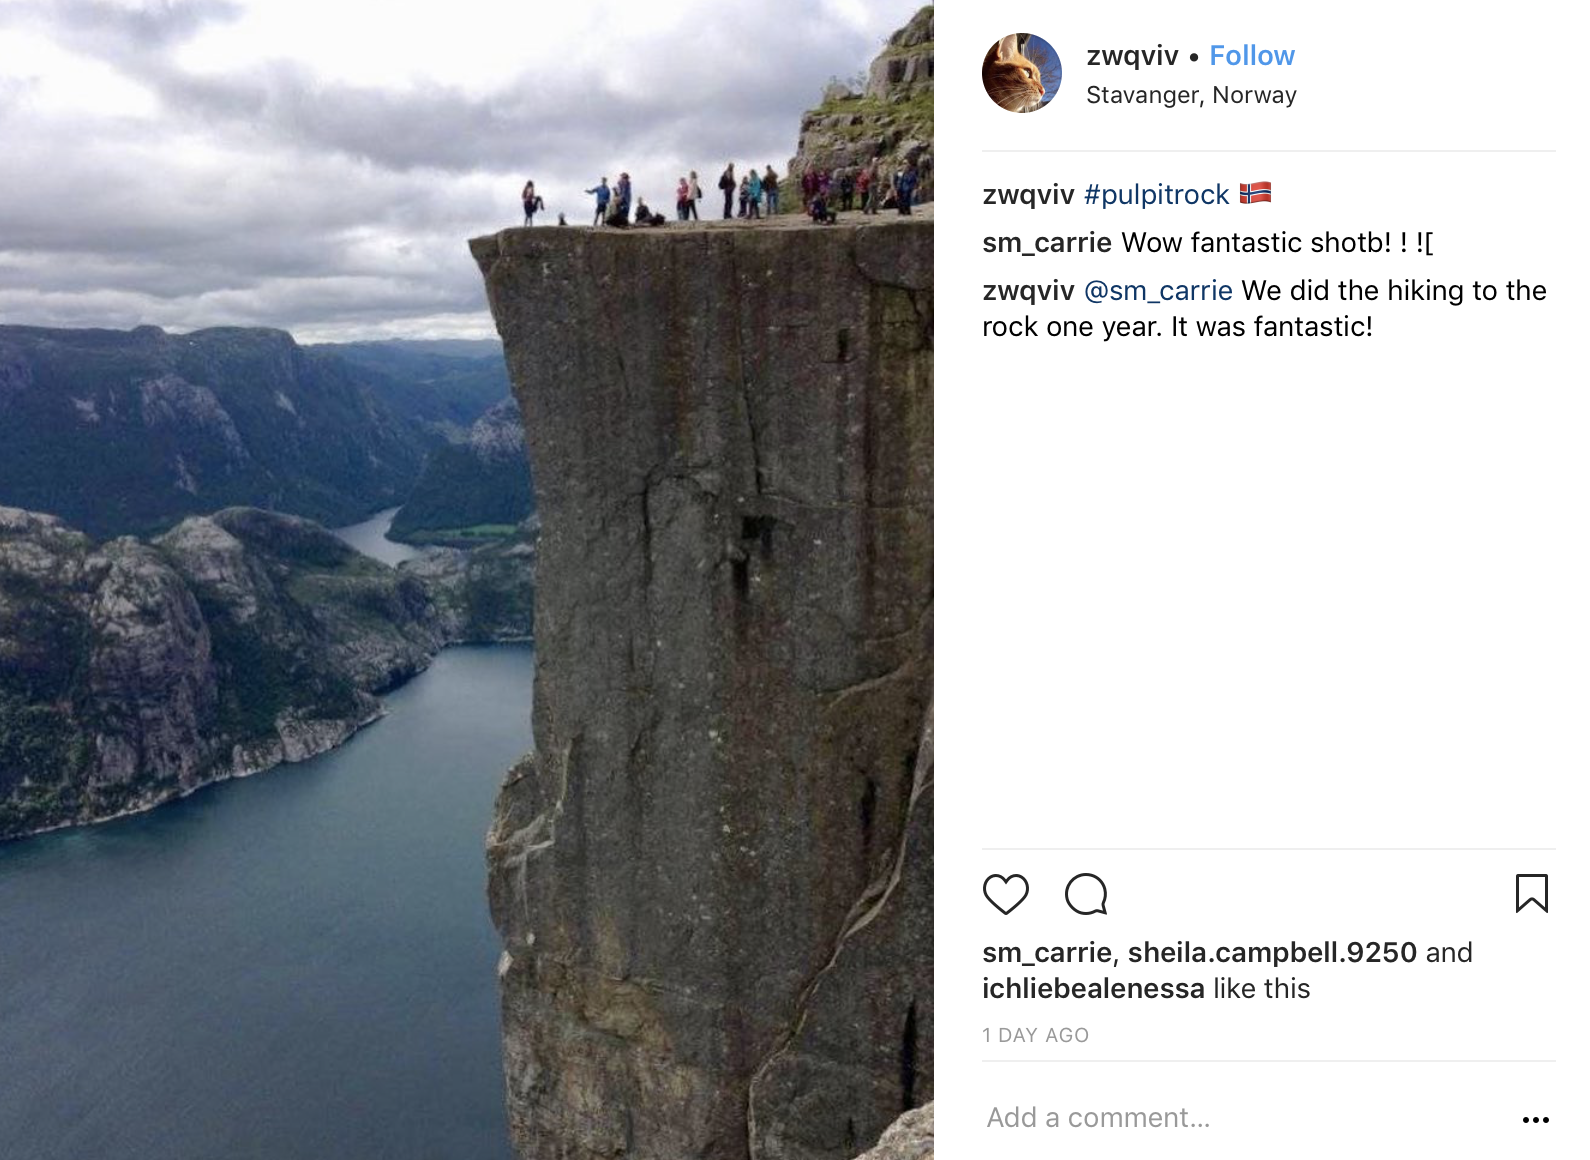 zwqviv • Follow
Stavanger, Norway
zwqviv #pulpitrock 🇳🇴
sm_carrie Wow fantastic shotb! ! ![
zwqviv @sm_carrie We did the hiking to the
rock one year. It was fantastic!
sm_carrie, sheila.campbell.9250 and
ichliebealenessa like this
1 DAY AGO
Add a comment...